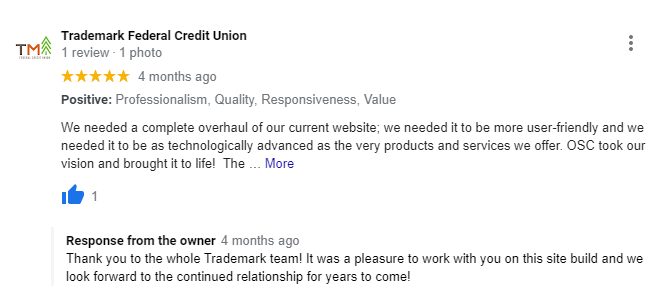 TM
Trademark Federal Credit Union
1 review · 1 photo
4 months ago
Positive: Professionalism, Quality, Responsiveness, Value
We needed a complete overhaul of our current website; we needed it to be more user-friendly and we
needed it to be as technologically advanced as the very products and services we offer. OSC took our
vision and brought it to life!  The … More
1
Response from the owner 4 months ago
Thank you to the whole Trademark team! It was a pleasure to work with you on this site build and we
look forward to the continued relationship for years to come!